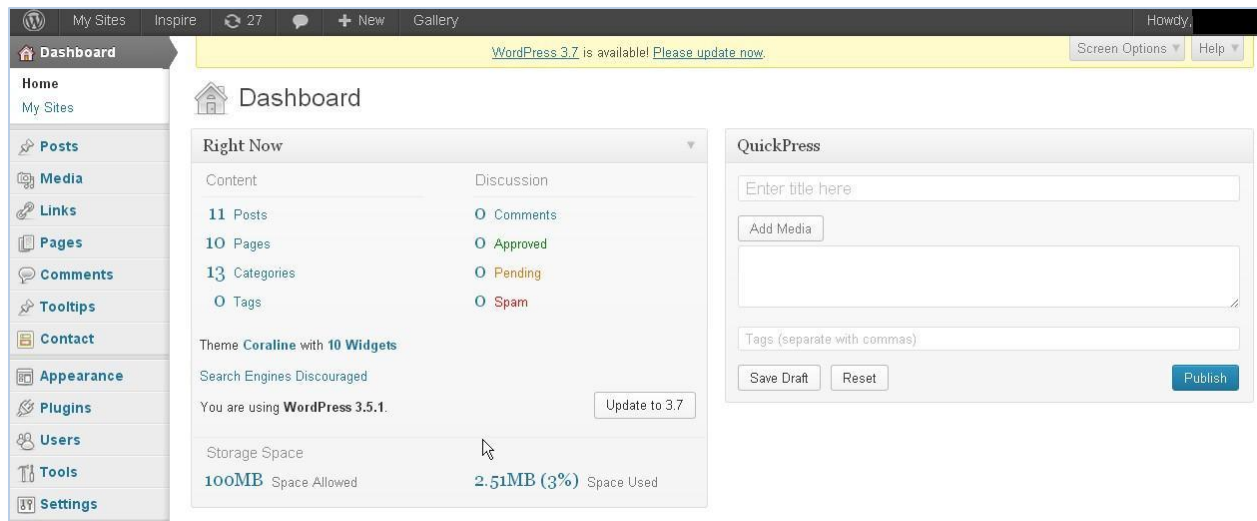 My Sites Inspire 27 + New Gallery Howdy,
Dashboard
Home
My Sites
Posts
Media
Links
Pages
Comments
Tooltips
Contact
Appearance
Plugins
Users
Tools
Settings
WordPress 3.7 is available! Please update now.
Screen Options Help
Dashboard
Right Now
Content Discussion
11 Posts 0 Comments
10 Pages 0 Approved
13 Categories 0 Pending
0 Tags 0 Spam
Theme Coraline with 10 Widgets
Search Engines Discouraged
You are using WordPress 3.5.1. Update to 3.7
Storage Space
100MB Space Allowed 2.51MB (3%) Space Used
QuickPress
Enter title here
Add Media
Tags (separate with commas)
Save Draft Reset Publish